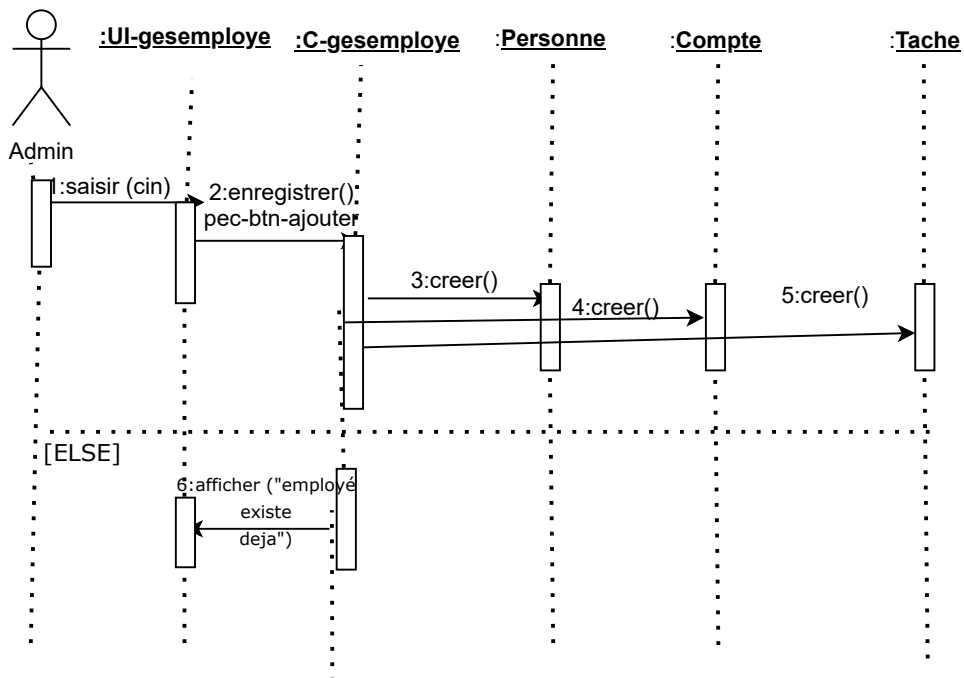 :UI-gesemploye
:C-gesemploye
:Personne
:Compte
:Tache
Admin
1:saisir (cin)
2:enregistrer()
pec-btn-ajouter
3:creer()
4:creer()
5:creer()
[ELSE]
6:afficher ("employé
existe
deja")